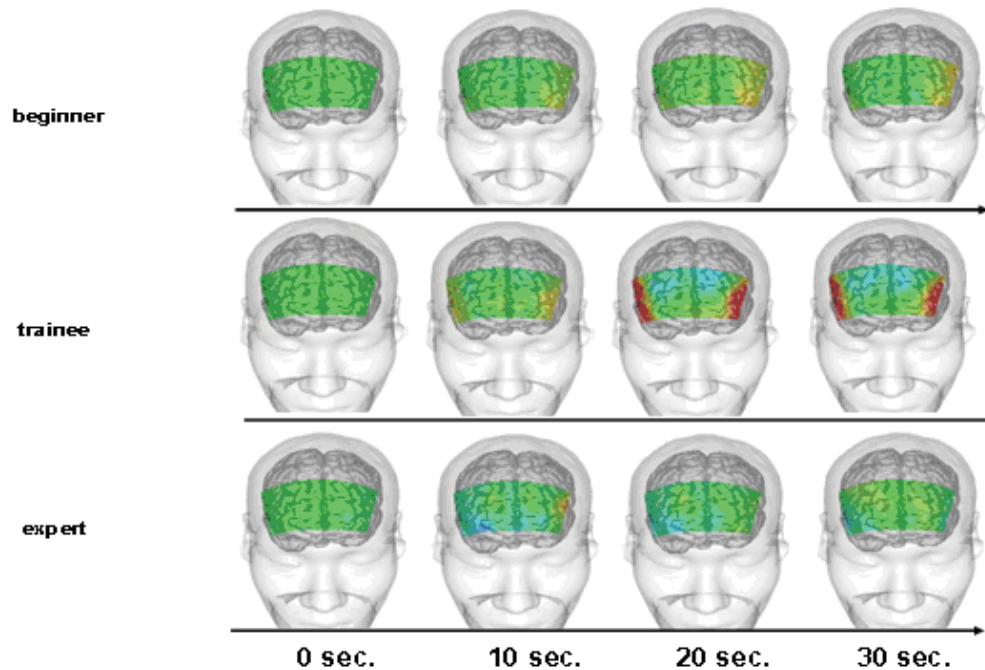 beginner
trainee
expert
0 sec.
10 sec.
20 sec.
30 sec.